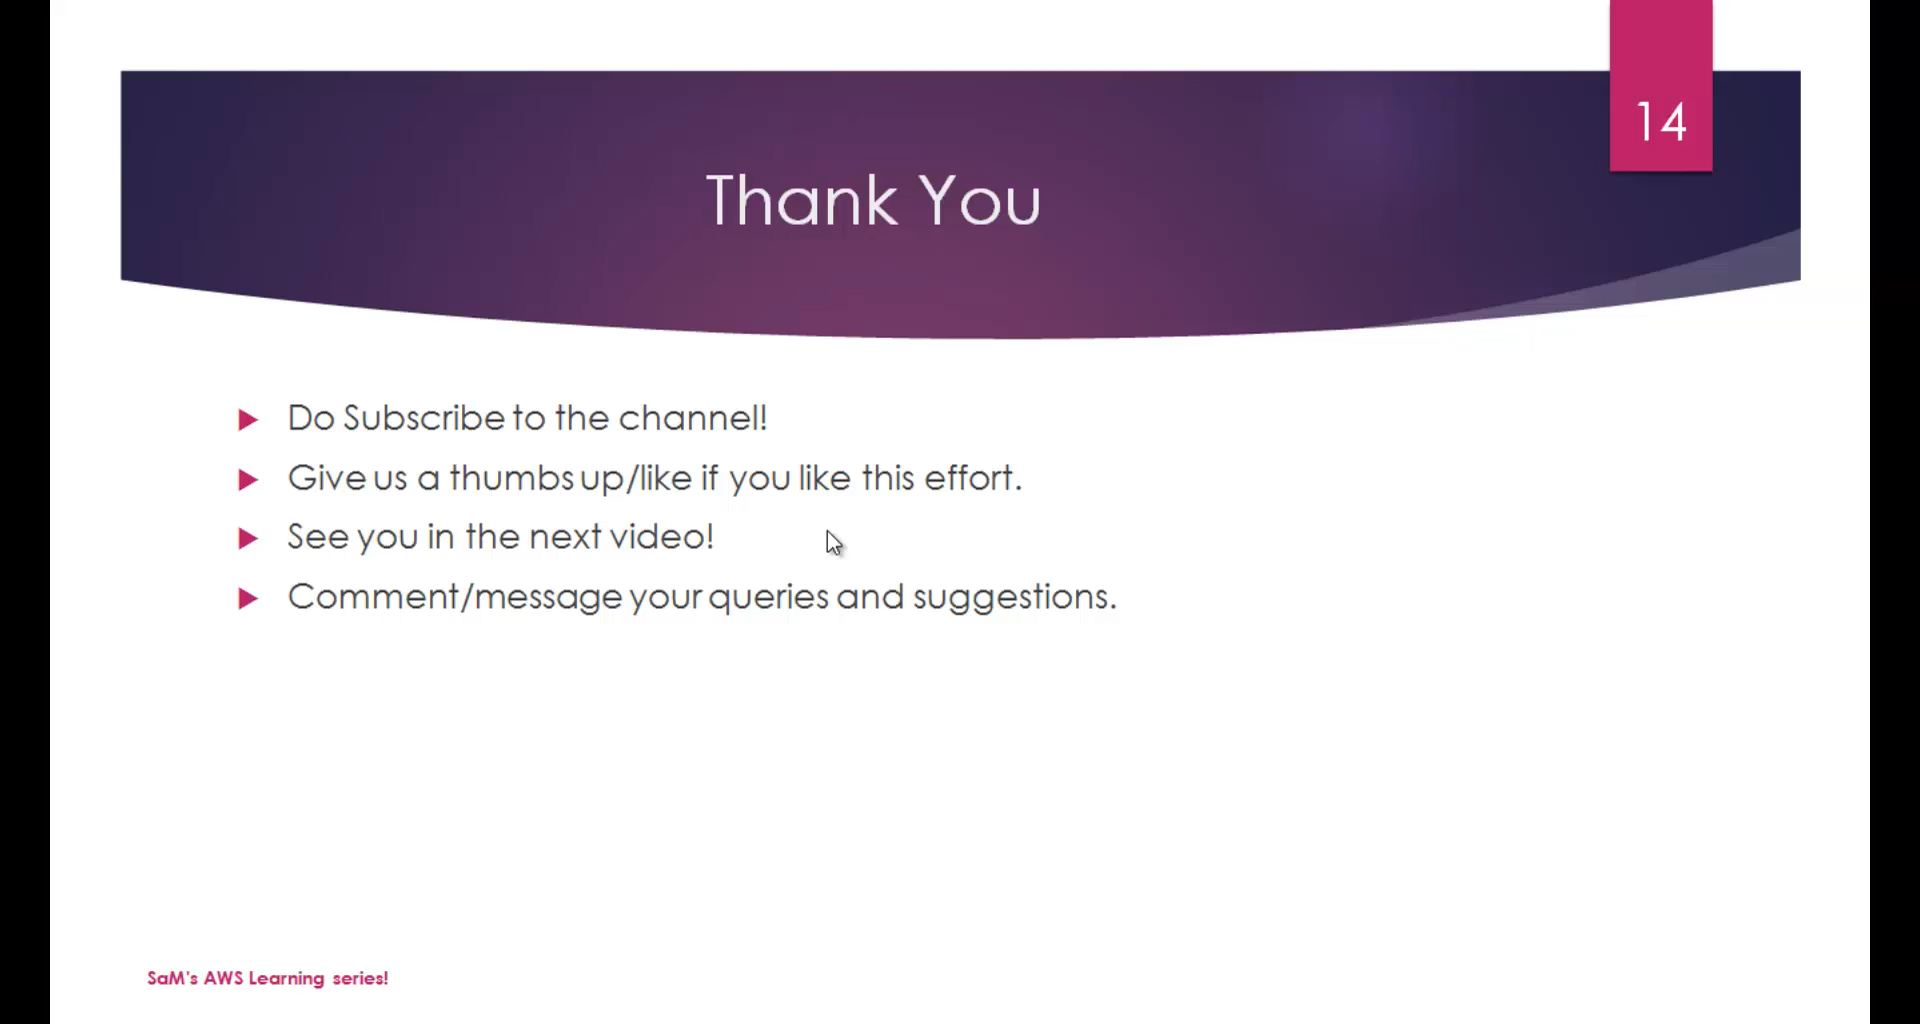 14
Thank You
Do Subscribe to the channel!
Give us a thumbs up/like if you like this effort.
See you in the next video!
Comment/message your queries and suggestions.
SaM's AWS Learning series!